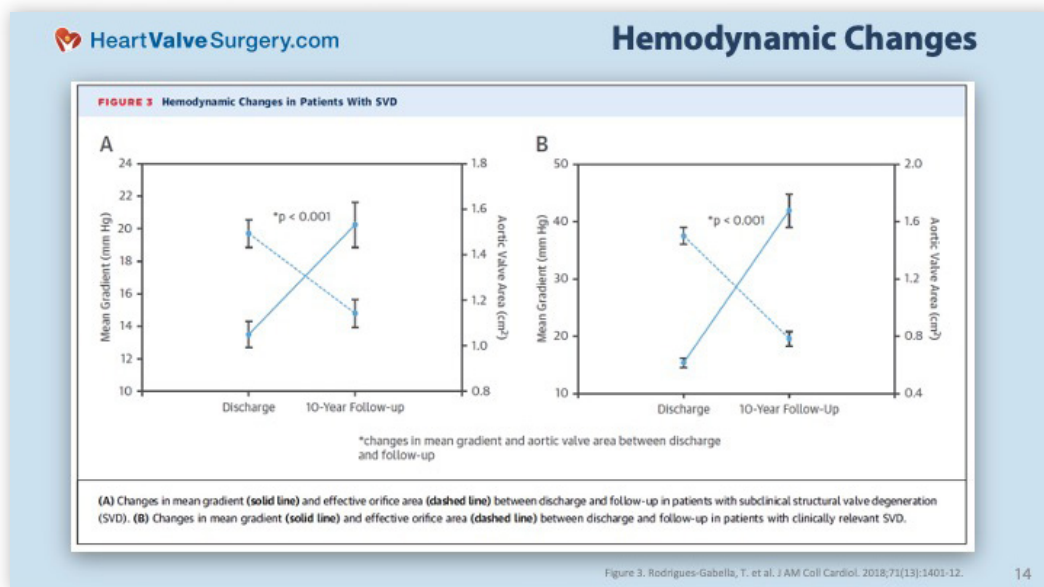 HeartValveSurgery.com
Hemodynamic Changes
FIGURE 3 Hemodynamic Changes in Patients With SVD
A
24
22
20
18
16
14
12
10
Mean Gradient (mm Hg)
*p < 0.001
1.8
1.6
1.4
1.2
1.0
0.8
Aortic Valve Area (cm²)
Discharge
10-Year Follow-up
B
50
40
30
20
10
Mean Gradient (mm Hg)
*p < 0.001
2.0
1.6
1.2
0.8
0.4
Aortic Valve Area (cm²)
Discharge
10-Year Follow-Up
*changes in mean gradient and aortic valve area between discharge
and follow-up
(A) Changes in mean gradient (solid line) and effective orifice area (dashed line) between discharge and follow-up in patients with subclinical structural valve degeneration
(SVD). (B) Changes in mean gradient (solid line) and effective orifice area (dashed line) between discharge and follow-up in patients with clinically relevant SVD.
Figure 3. Rodrigues-Gabella, T. et al. J AM Coll Cardiol. 2018;71(13):1401-12.
14